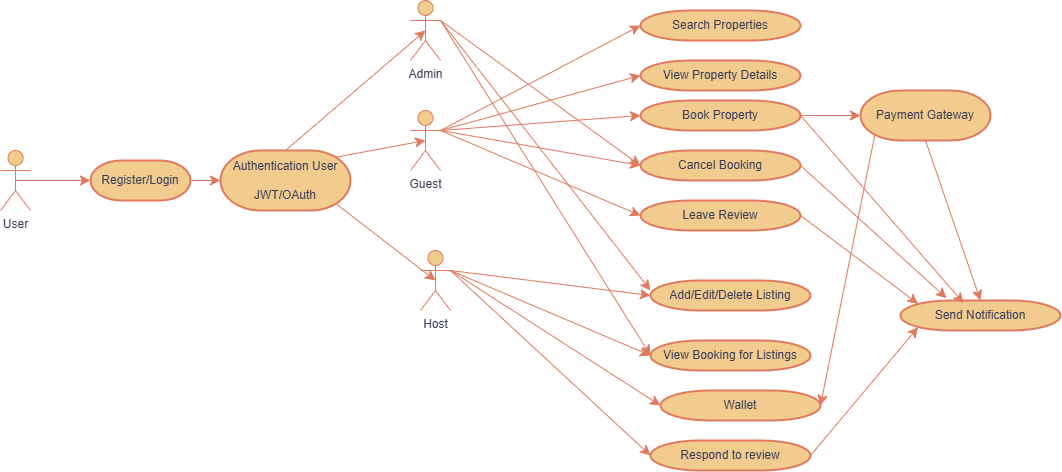 User
Register/Login
Authentication User
JWT/OAuth
Admin
Guest
Host
Search Properties
View Property Details
Book Property
Cancel Booking
Leave Review
Add/Edit/Delete Listing
View Booking for Listings
Wallet
Respond to review
Payment Gateway
Send Notification